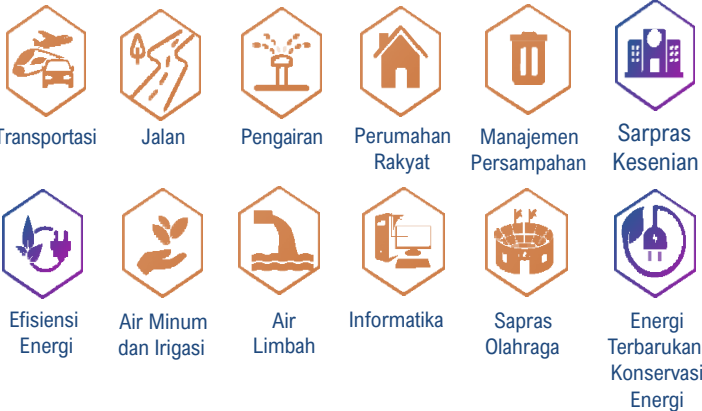 Transportasi
Jalan
Pengairan
Perumahan
Rakyat
Manajemen
Persampahan
Sarpras
Kesenian
Efisiensi
Energi
Air Minum
dan Irigasi
Air
Limbah
Informatika
Sapras
Olahraga
Energi
Terbarukan
Konservasi
Energi